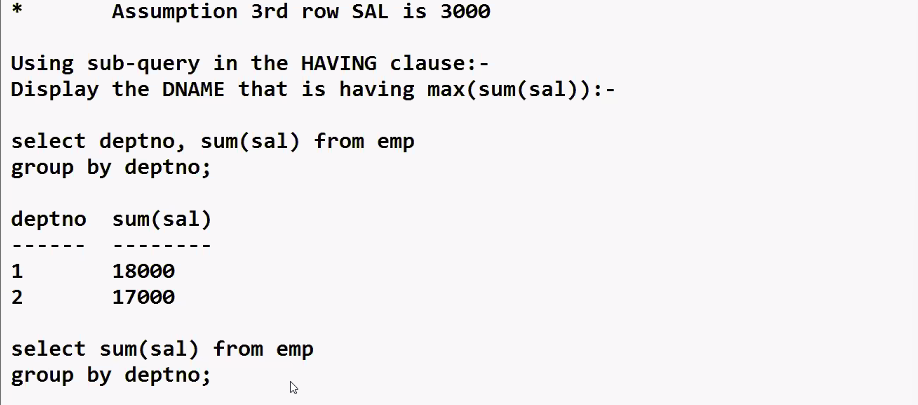 *       Assumption 3rd row SAL is 3000
Using sub-query in the HAVING clause:-
Display the DNAME that is having max(sum(sal)):-
select deptno, sum(sal) from emp
group by deptno;
deptno  sum(sal)
------  --------
1       18000
2       17000
select sum(sal) from emp
group by deptno;